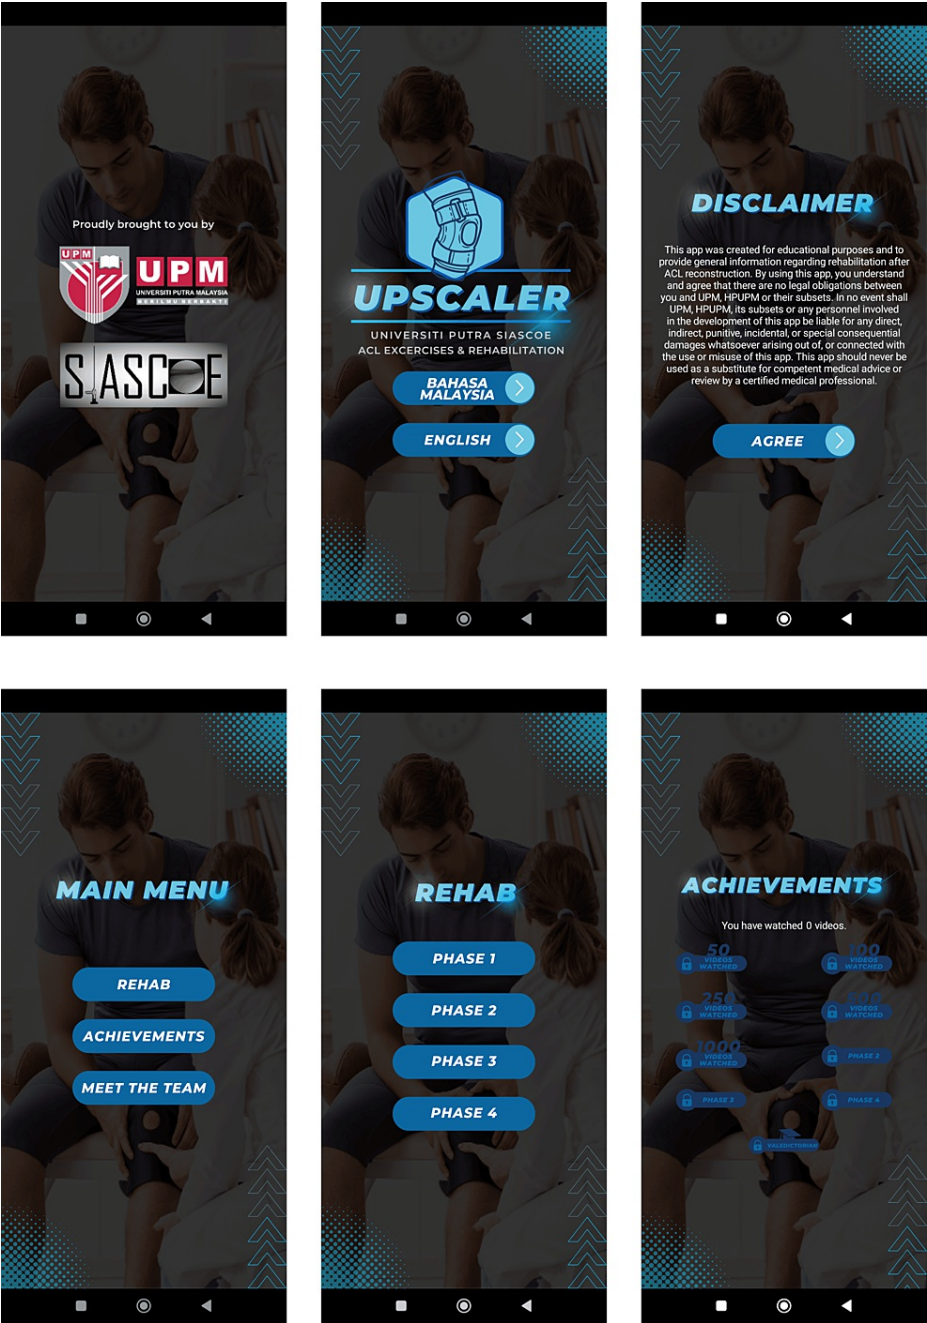 Proudly brought to you by
UPM
UPM
UNIVERSITI PUTRA MALAYSIA
BERILMU BERBAKTI
SIASCOE
UPSCALER
UNIVERSITI PUTRA SIASCOE
ACL EXCERCISES & REHABILITATION
BAHASA
MALAYSIA
ENGLISH
DISCLAIMER
This app was created for educational purposes and to
provide general information regarding rehabilitation after
ACL reconstruction. By using this app, you understand
and agree that there are no legal obligations between
you and UPM, HPUPM or their subsets. In no event shall
UPM, HPUPM, its subsets or any personnel involved
in the development of this app be liable for any direct,
indirect, punitive, incidental, or special consequential
damages whatsoever arising out of, or connected with
the use or misuse of this app. This app should never be
used as a substitute for competent medical advice or
review by a certified medical professional.
AGREE
MAIN MENU
REHAB
ACHIEVEMENTS
MEET THE TEAM
REHAB
PHASE 1
PHASE 2
PHASE 3
PHASE 4
ACHIEVEMENTS
You have watched 0 videos.
50
VIDEOS
WATCHED
100
VIDEOS
WATCHED
250
VIDEOS
WATCHED
500
VIDEOS
WATCHED
1000
VIDEOS
WATCHED
PHASE 2
PHASE 3
PHASE 4
VALEDICTORIAN